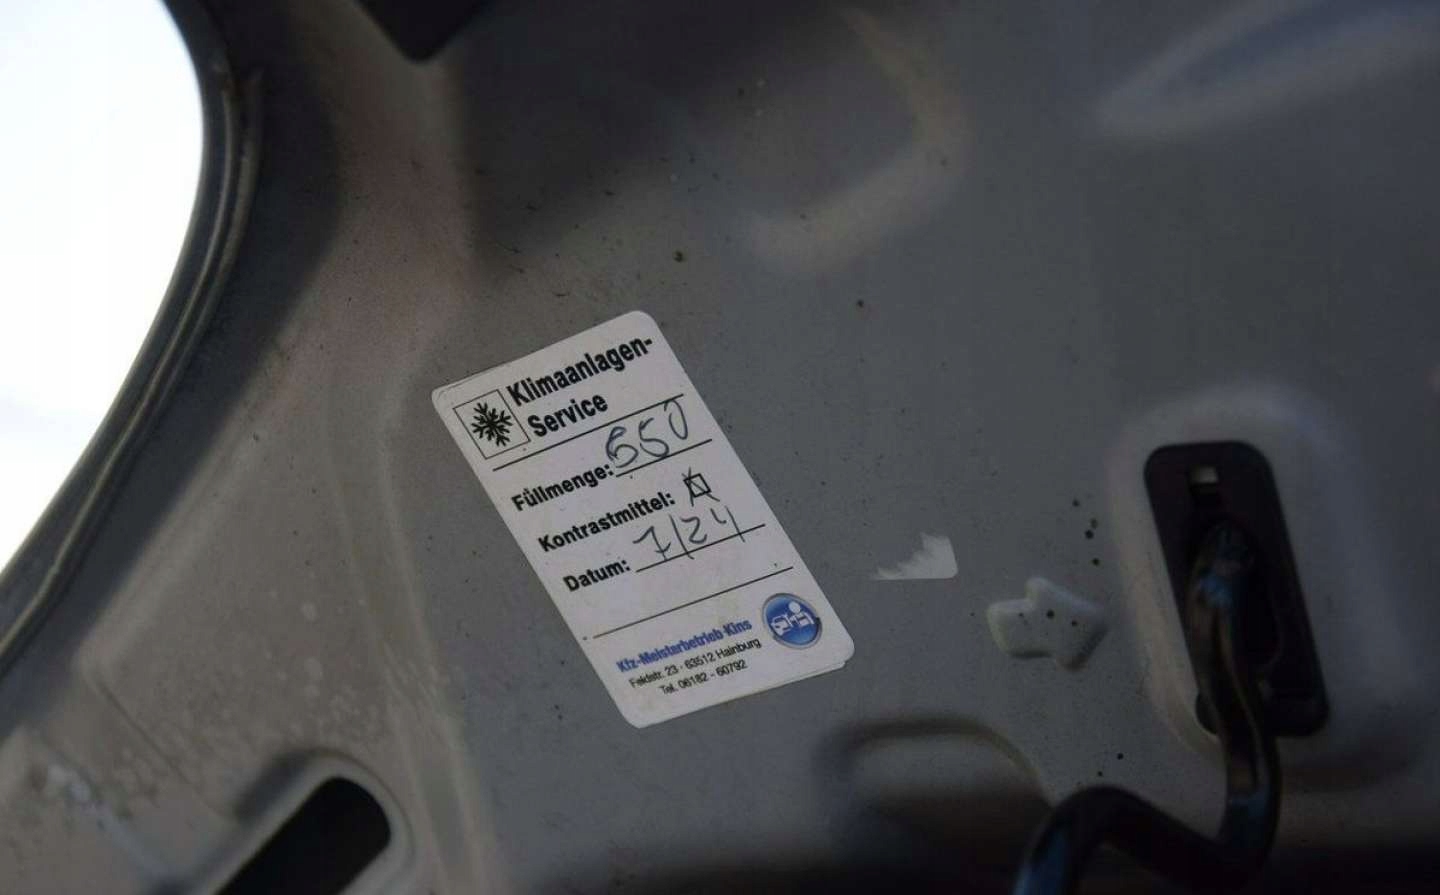 Klimaanlagen-
Service
Füllmenge: 650
Kontrastmittel:
Datum: 7/24
Kfz-Meisterbetrieb Kins
Feldstr. 23 - 63512 Hainburg
Tel. 06182 - 60792